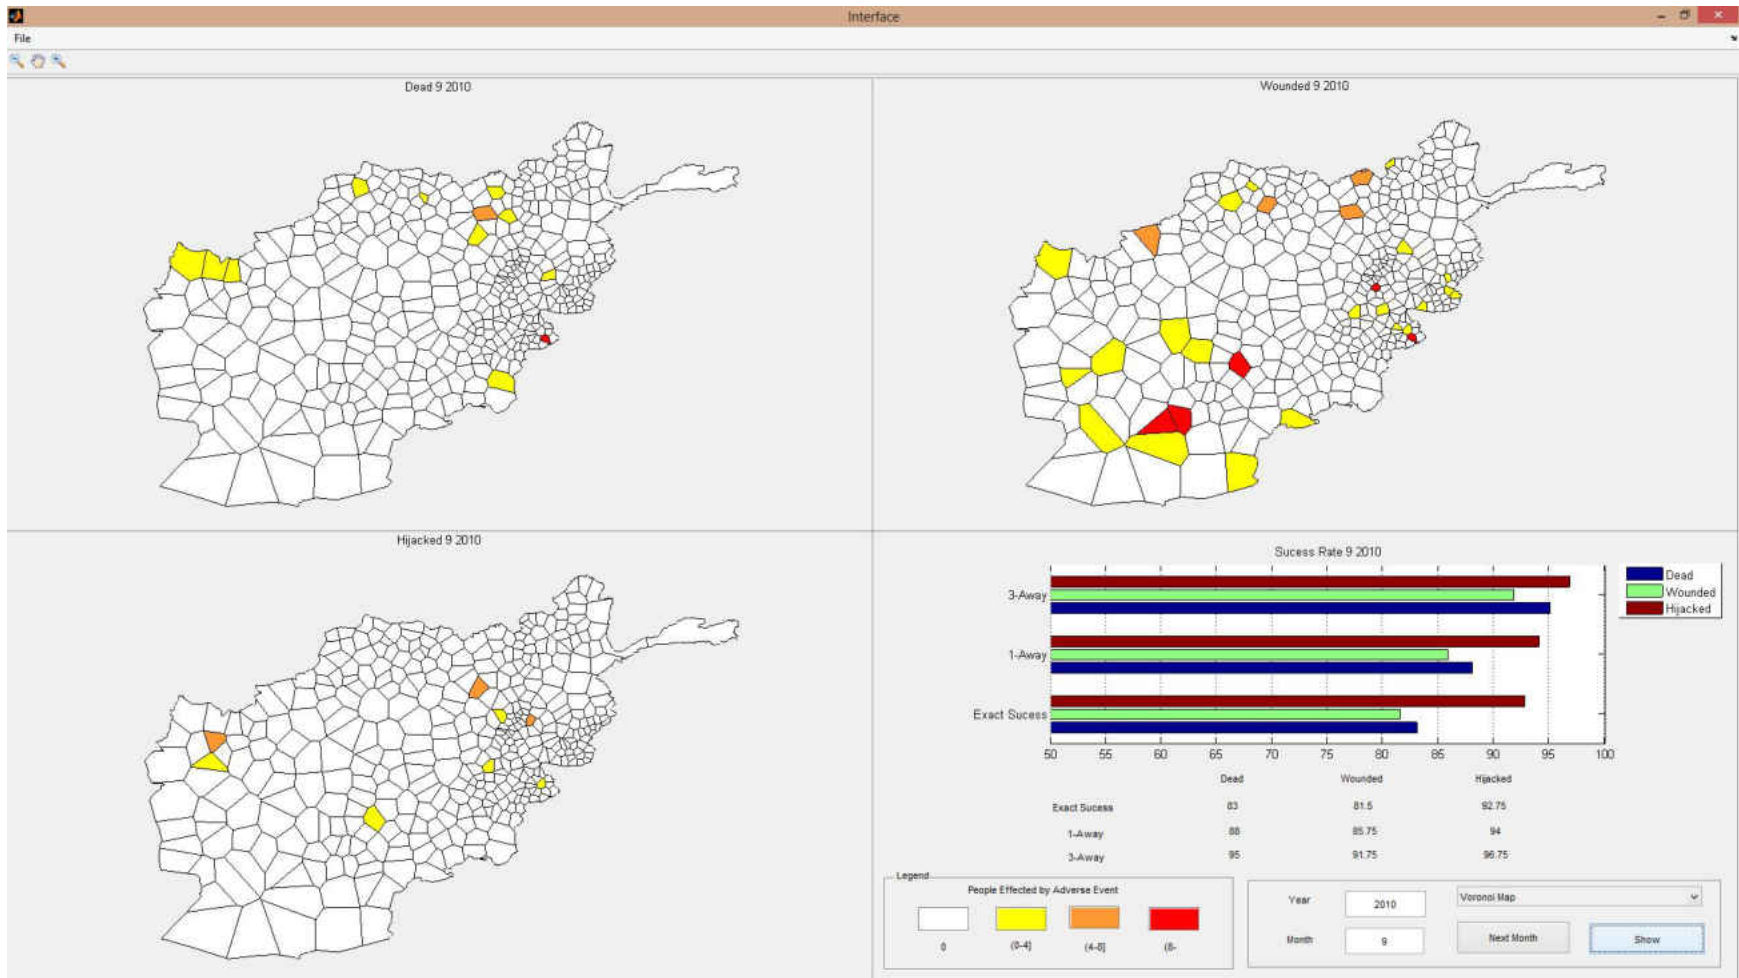 Interface
File
Dead 9 2010
Wounded 9 2010
Hijacked 9 2010
Sucess Rate 9 2010
3-Away
1-Away
Exact Sucess
50 55 60 65 70 75 80 85 90 95 100
Dead
Wounded
Hijacked
Dead Wounded Hijacked
Exact Sucess 83 81.5 92.75
1-Away 88 85.75 94
3-Away 95 91.75 96.75
Legend
People Effected by Adverse Event
0 (0-4] (4-8] (8-
Year 2010 Voronoi Map
Month 9 Next Month Show